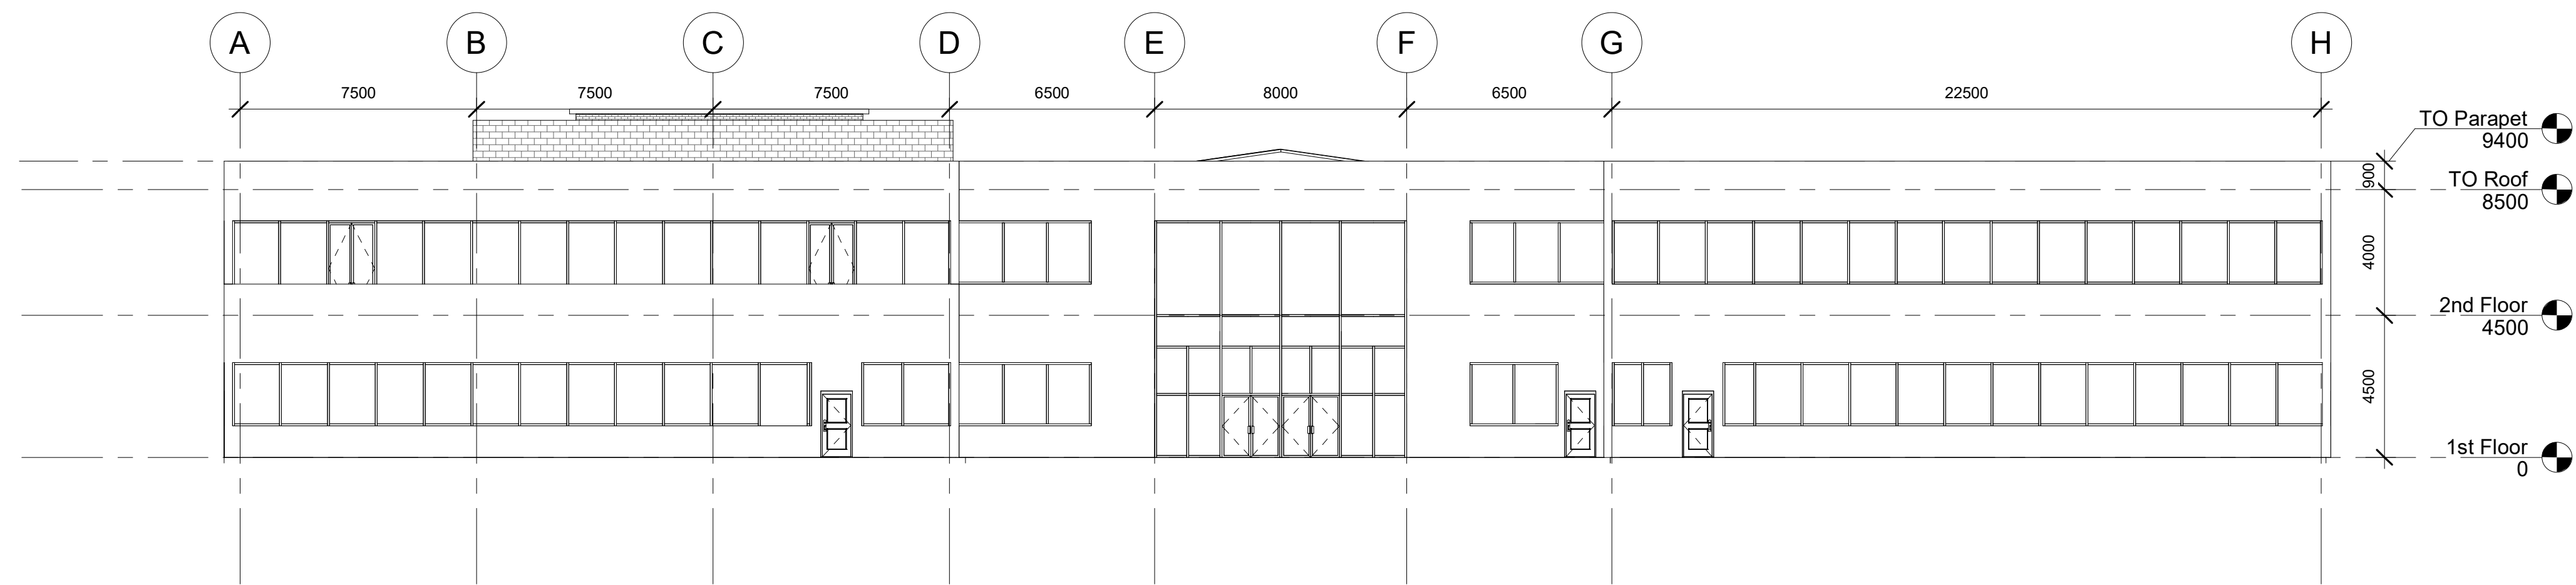 A B C D E F G H
7500 7500 7500 6500 8000 6500 22500
TO Parapet
9400
900
TO Roof
8500
4000
2nd Floor
4500
4500
1st Floor
0